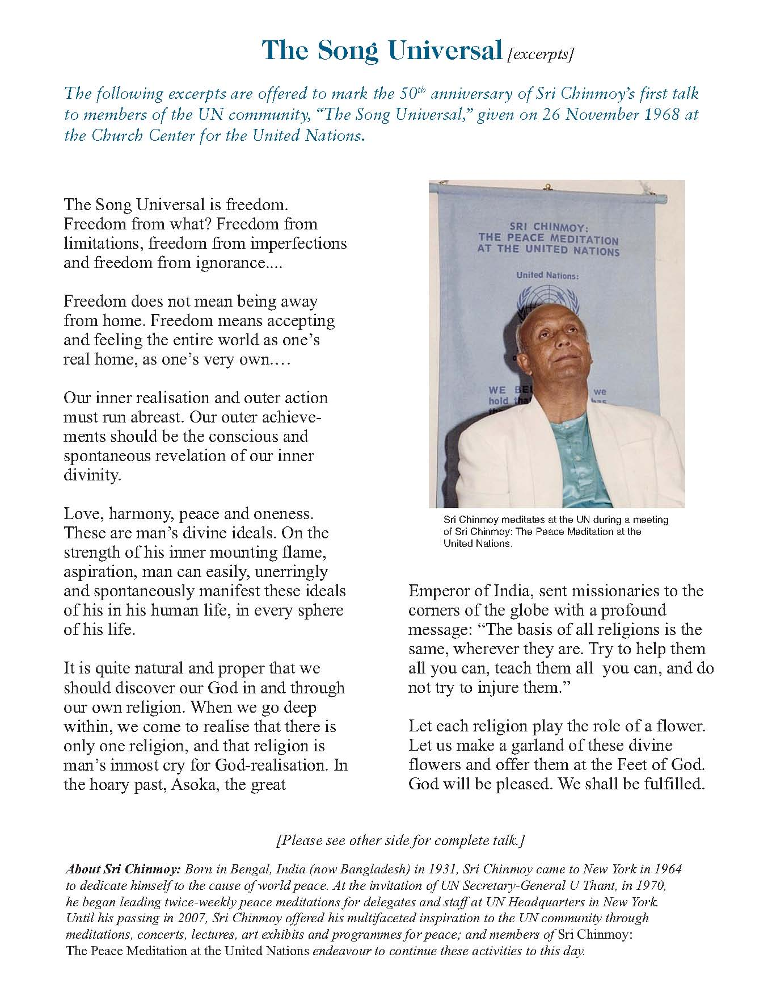 The Song Universal [excerpts]
The following excerpts are offered to mark the 50th anniversary of Sri Chinmoy’s first talk
to members of the UN community, “The Song Universal,” given on 26 November 1968 at
the Church Center for the United Nations.
The Song Universal is freedom.
Freedom from what? Freedom from
limitations, freedom from imperfections
and freedom from ignorance....
Freedom does not mean being away
from home. Freedom means accepting
and feeling the entire world as one’s
real home, as one’s very own.…
Our inner realisation and outer action
must run abreast. Our outer achieve-
ments should be the conscious and
spontaneous revelation of our inner
divinity.
Love, harmony, peace and oneness.
These are man’s divine ideals. On the
strength of his inner mounting flame,
aspiration, man can easily, unerringly
and spontaneously manifest these ideals
of his in his human life, in every sphere
of his life.
It is quite natural and proper that we
should discover our God in and through
our own religion. When we go deep
within, we come to realise that there is
only one religion, and that religion is
man’s inmost cry for God-realisation. In
the hoary past, Asoka, the great
SRI CHINMOY:
THE PEACE MEDITATION
AT THE UNITED NATIONS
United Nations:
WE we
hold
Sri Chinmoy meditates at the UN during a meeting
of Sri Chinmoy: The Peace Meditation at the
United Nations.
Emperor of India, sent missionaries to the
corners of the globe with a profound
message: “The basis of all religions is the
same, wherever they are. Try to help them
all you can, teach them all you can, and do
not try to injure them.”
Let each religion play the role of a flower.
Let us make a garland of these divine
flowers and offer them at the Feet of God.
God will be pleased. We shall be fulfilled.
[Please see other side for complete talk.]
About Sri Chinmoy: Born in Bengal, India (now Bangladesh) in 1931, Sri Chinmoy came to New York in 1964
to dedicate himself to the cause of world peace. At the invitation of UN Secretary-General U Thant, in 1970,
he began leading twice-weekly peace meditations for delegates and staff at UN Headquarters in New York.
Until his passing in 2007, Sri Chinmoy offered his multifaceted inspiration to the UN community through
meditations, concerts, lectures, art exhibits and programmes for peace; and members of Sri Chinmoy:
The Peace Meditation at the United Nations endeavour to continue these activities to this day.